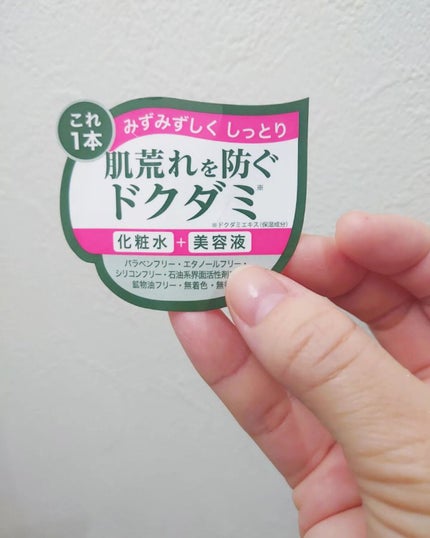 これ
1本
みずみずしく しっとり
肌荒れを防ぐ
ドクダミ※
※ドクダミエキス(保湿成分)
化粧水+美容液
パラベンフリー・エタノールフリー・
シリコンフリー・石油系界面活性剤
鉱物油フリー・無着色・無